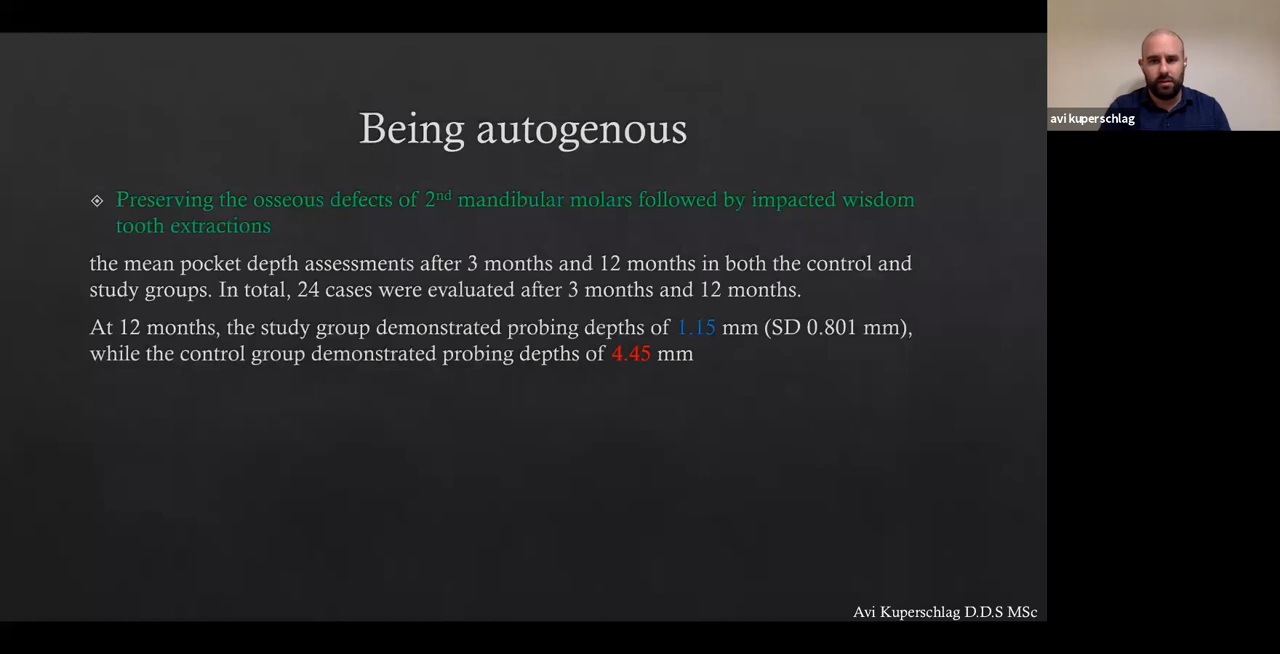 Being autogenous
Preserving the osseous defects of 2nd mandibular molars followed by impacted wisdom
tooth extractions
the mean pocket depth assessments after 3 months and 12 months in both the control and
study groups. In total, 24 cases were evaluated after 3 months and 12 months.
At 12 months, the study group demonstrated probing depths of 1.15 mm (SD 0.801 mm),
while the control group demonstrated probing depths of 4.45 mm
Avi Kuperschlag D.D.S MSc
avi kuperschlag